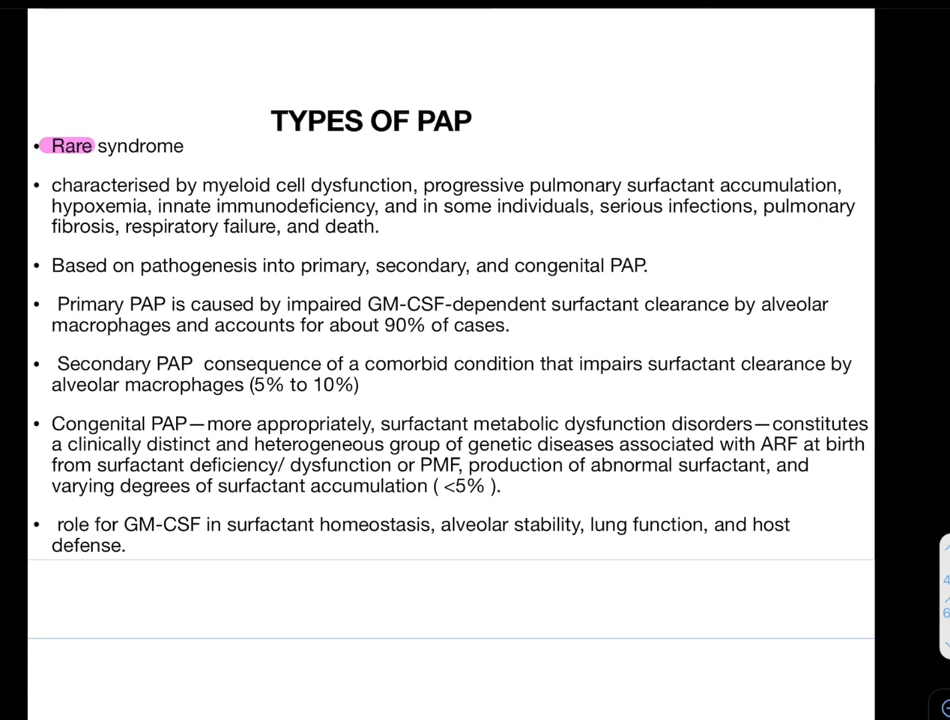 TYPES OF PAP
• Rare syndrome
• characterised by myeloid cell dysfunction, progressive pulmonary surfactant accumulation,
hypoxemia, innate immunodeficiency, and in some individuals, serious infections, pulmonary
fibrosis, respiratory failure, and death.
• Based on pathogenesis into primary, secondary, and congenital PAP.
• Primary PAP is caused by impaired GM-CSF-dependent surfactant clearance by alveolar
macrophages and accounts for about 90% of cases.
• Secondary PAP  consequence of a comorbid condition that impairs surfactant clearance by
alveolar macrophages (5% to 10%)
• Congenital PAP—more appropriately, surfactant metabolic dysfunction disorders—constitutes
a clinically distinct and heterogeneous group of genetic diseases associated with ARF at birth
from surfactant deficiency/ dysfunction or PMF, production of abnormal surfactant, and
varying degrees of surfactant accumulation ( <5% ).
• role for GM-CSF in surfactant homeostasis, alveolar stability, lung function, and host
defense.
4
6